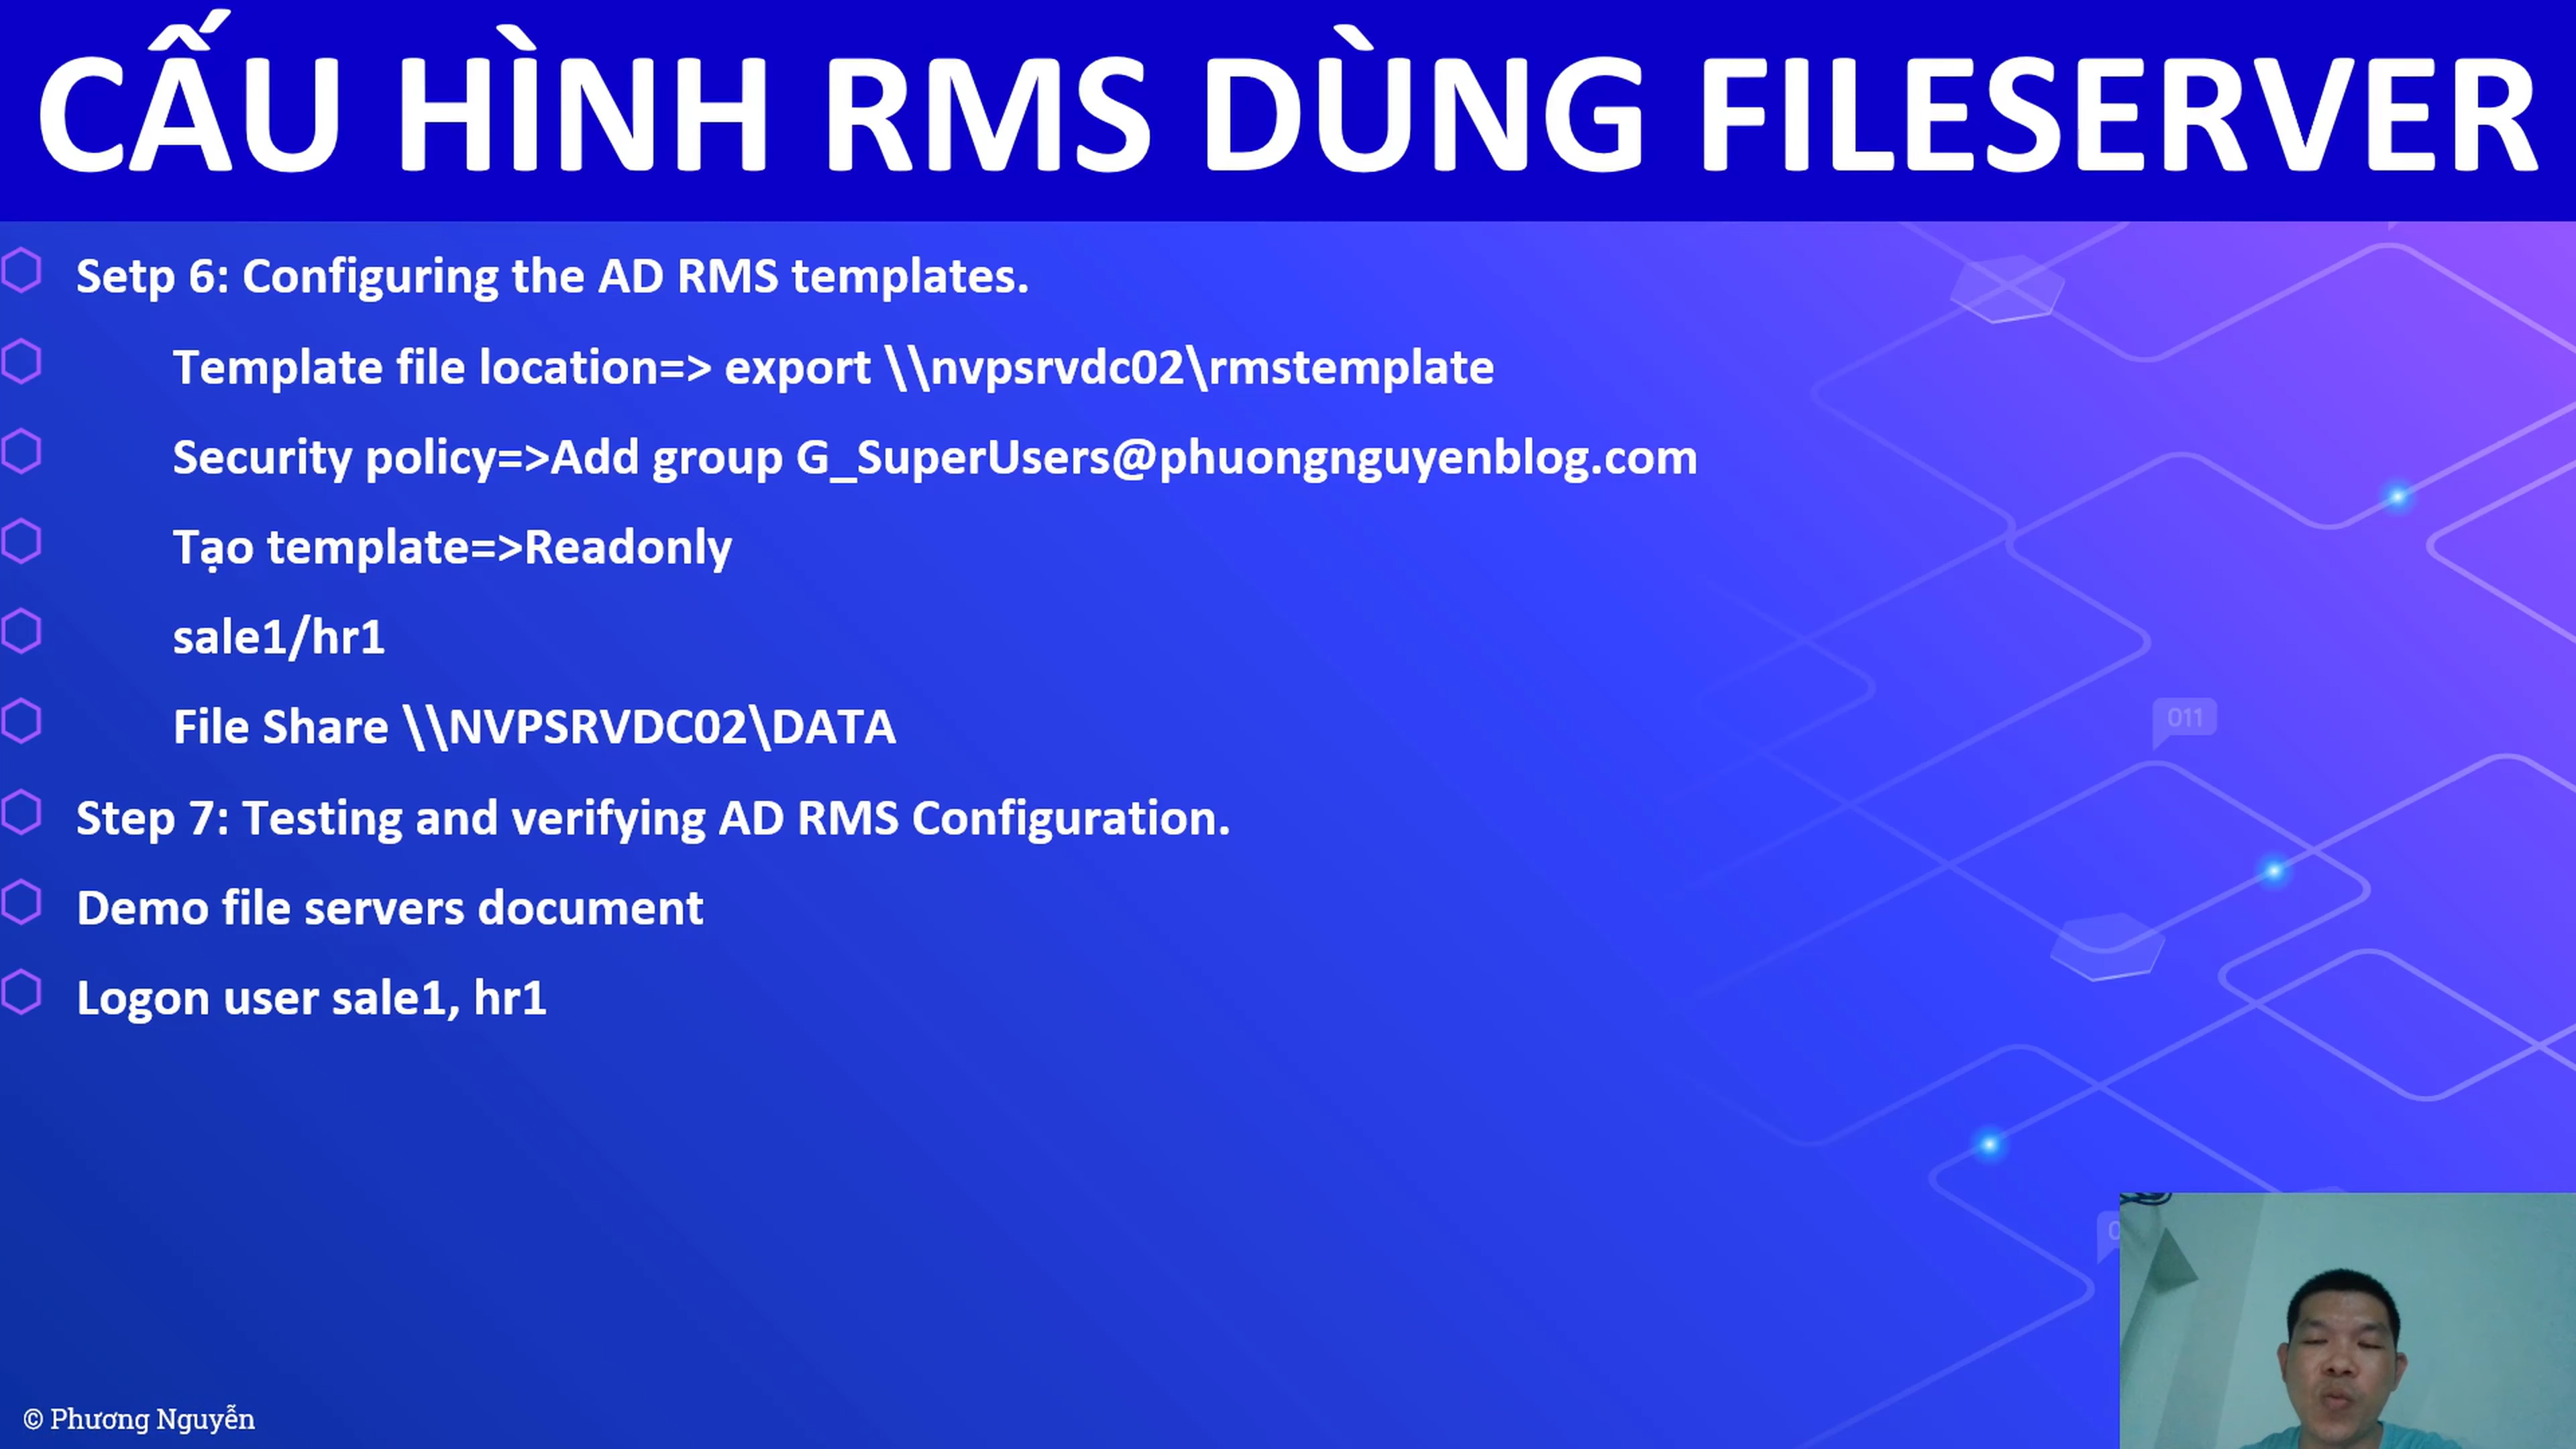 CẤU HÌNH RMS DÙNG FILESERVER
Setp 6: Configuring the AD RMS templates.
Template file location=> export \\nvpsrvdc02\rmstemplate
Security policy=>Add group G_SuperUsers@phuongnguyenblog.com
Tạo template=>Readonly
sale1/hr1
File Share \\NVPSRVDC02\DATA
011
Step 7: Testing and verifying AD RMS Configuration.
Demo file servers document
Logon user sale1, hr1
© Phương Nguyễn